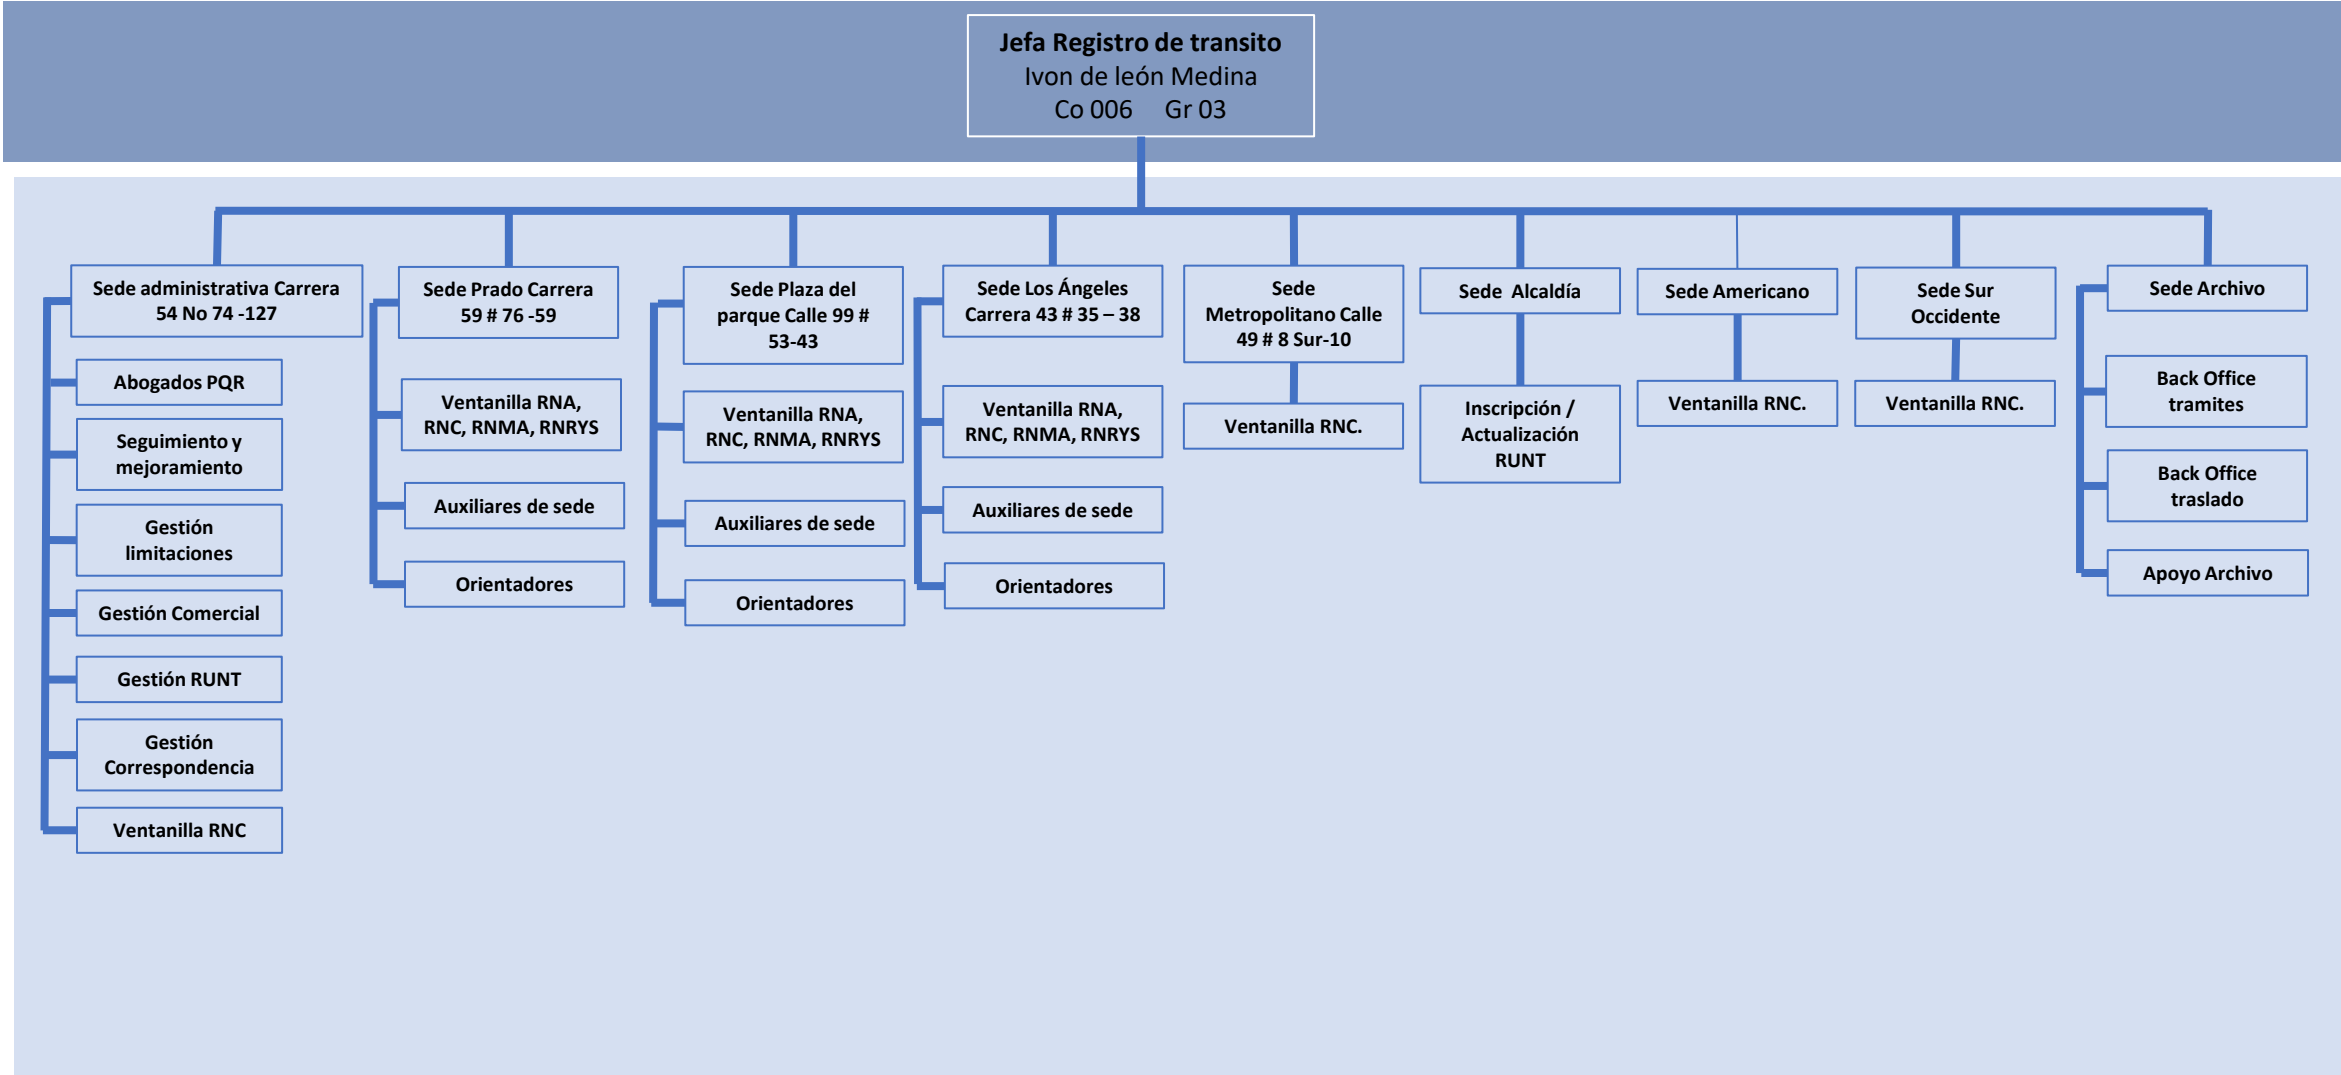 Jefa Registro de transito
Ivon de león Medina
Co 006 Gr 03
Sede administrativa Carrera
54 No 74 -127
Abogados PQR
Seguimiento y
mejoramiento
Gestión
limitaciones
Gestión Comercial
Gestión RUNT
Gestión
Correspondencia
Ventanilla RNC
Sede Prado Carrera
59 # 76 -59
Ventanilla RNA,
RNC, RNMA, RNRYS
Auxiliares de sede
Orientadores
Sede Plaza del
parque Calle 99 #
53-43
Ventanilla RNA,
RNC, RNMA, RNRYS
Auxiliares de sede
Orientadores
Sede Los Ángeles
Carrera 43 # 35 – 38
Ventanilla RNA,
RNC, RNMA, RNRYS
Auxiliares de sede
Orientadores
Sede
Metropolitano Calle
49 # 8 Sur-10
Ventanilla RNC.
Sede Alcaldía
Inscripción /
Actualización
RUNT
Sede Americano
Ventanilla RNC.
Sede Sur
Occidente
Ventanilla RNC.
Sede Archivo
Back Office
tramites
Back Office
traslado
Apoyo Archivo